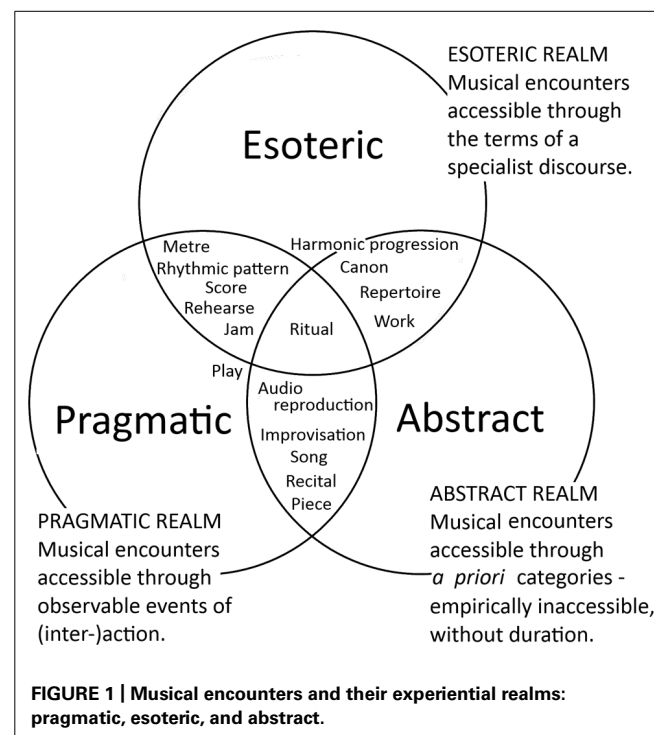 ESOTERIC REALM
Musical encounters
accessible through
the terms of a
specialist discourse.
Esoteric
Metre
Rhythmic pattern
Score
Rehearse
Jam
Harmonic progression
Canon
Repertoire
Work
Ritual
Play
Audio
reproduction
Improvisation
Song
Recital
Piece
Pragmatic
Abstract
PRAGMATIC REALM
Musical encounters
accessible through
observable events of
(inter-)action.
ABSTRACT REALM
Musical encounters
accessible through
a priori categories -
empirically inaccessible,
without duration.
FIGURE 1 | Musical encounters and their experiential realms:
pragmatic, esoteric, and abstract.